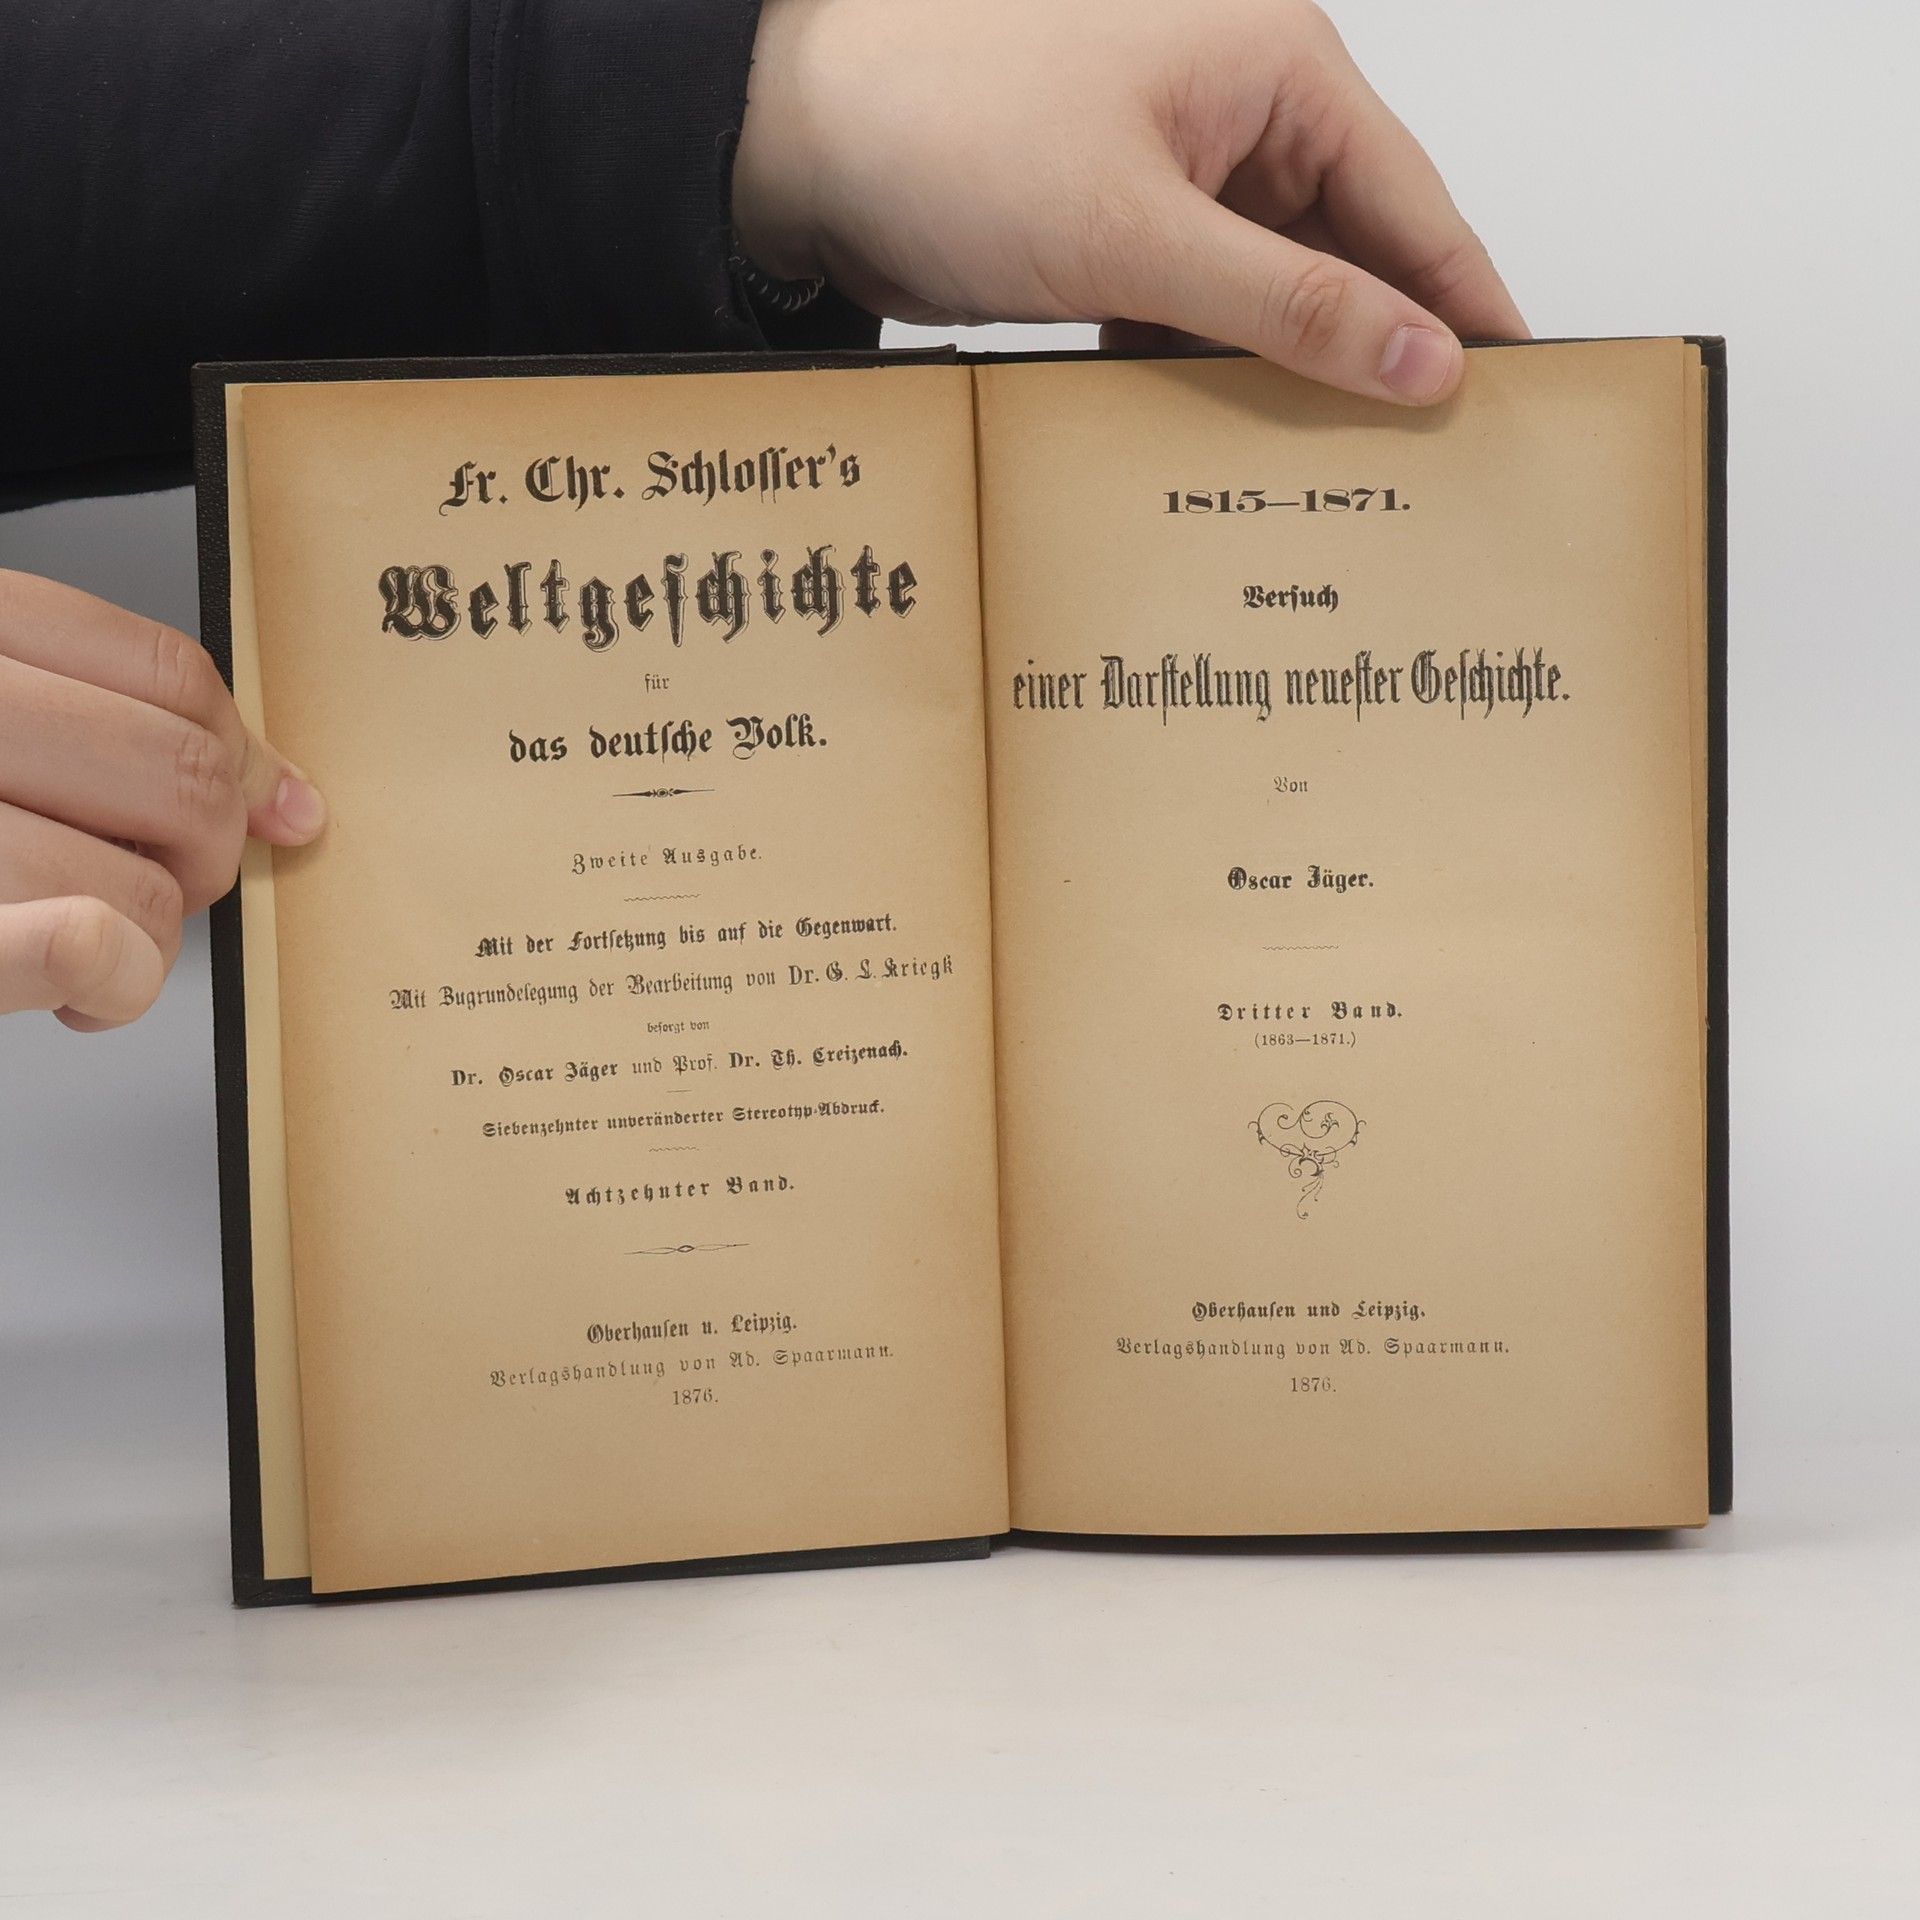 Fr. Chr. Schlosser's
Weltgeschichte
für
das deutsche Volk.
Zweite Ausgabe.
Mit der Fortsetzung bis auf die Gegenwart.
Mit Zugrundelegung der Bearbeitung von Dr. G. L. Kriegk
besorgt von
Dr. Oscar Jäger und Prof. Dr. Th. Creizenach.
Siebenzehnter unveränderter Stereotyp-Abdruck.
Achtzehnter Band.
Oberhausen u. Leipzig.
Verlagshandlung von Ad. Spaarmann.
1876.
1815—1871.
Versuch
einer Darstellung neuester Geschichte.
Von
Oscar Jäger.
Dritter Band.
(1863—1871.)
Oberhausen und Leipzig.
Verlagshandlung von Ad. Spaarmann.
1876.